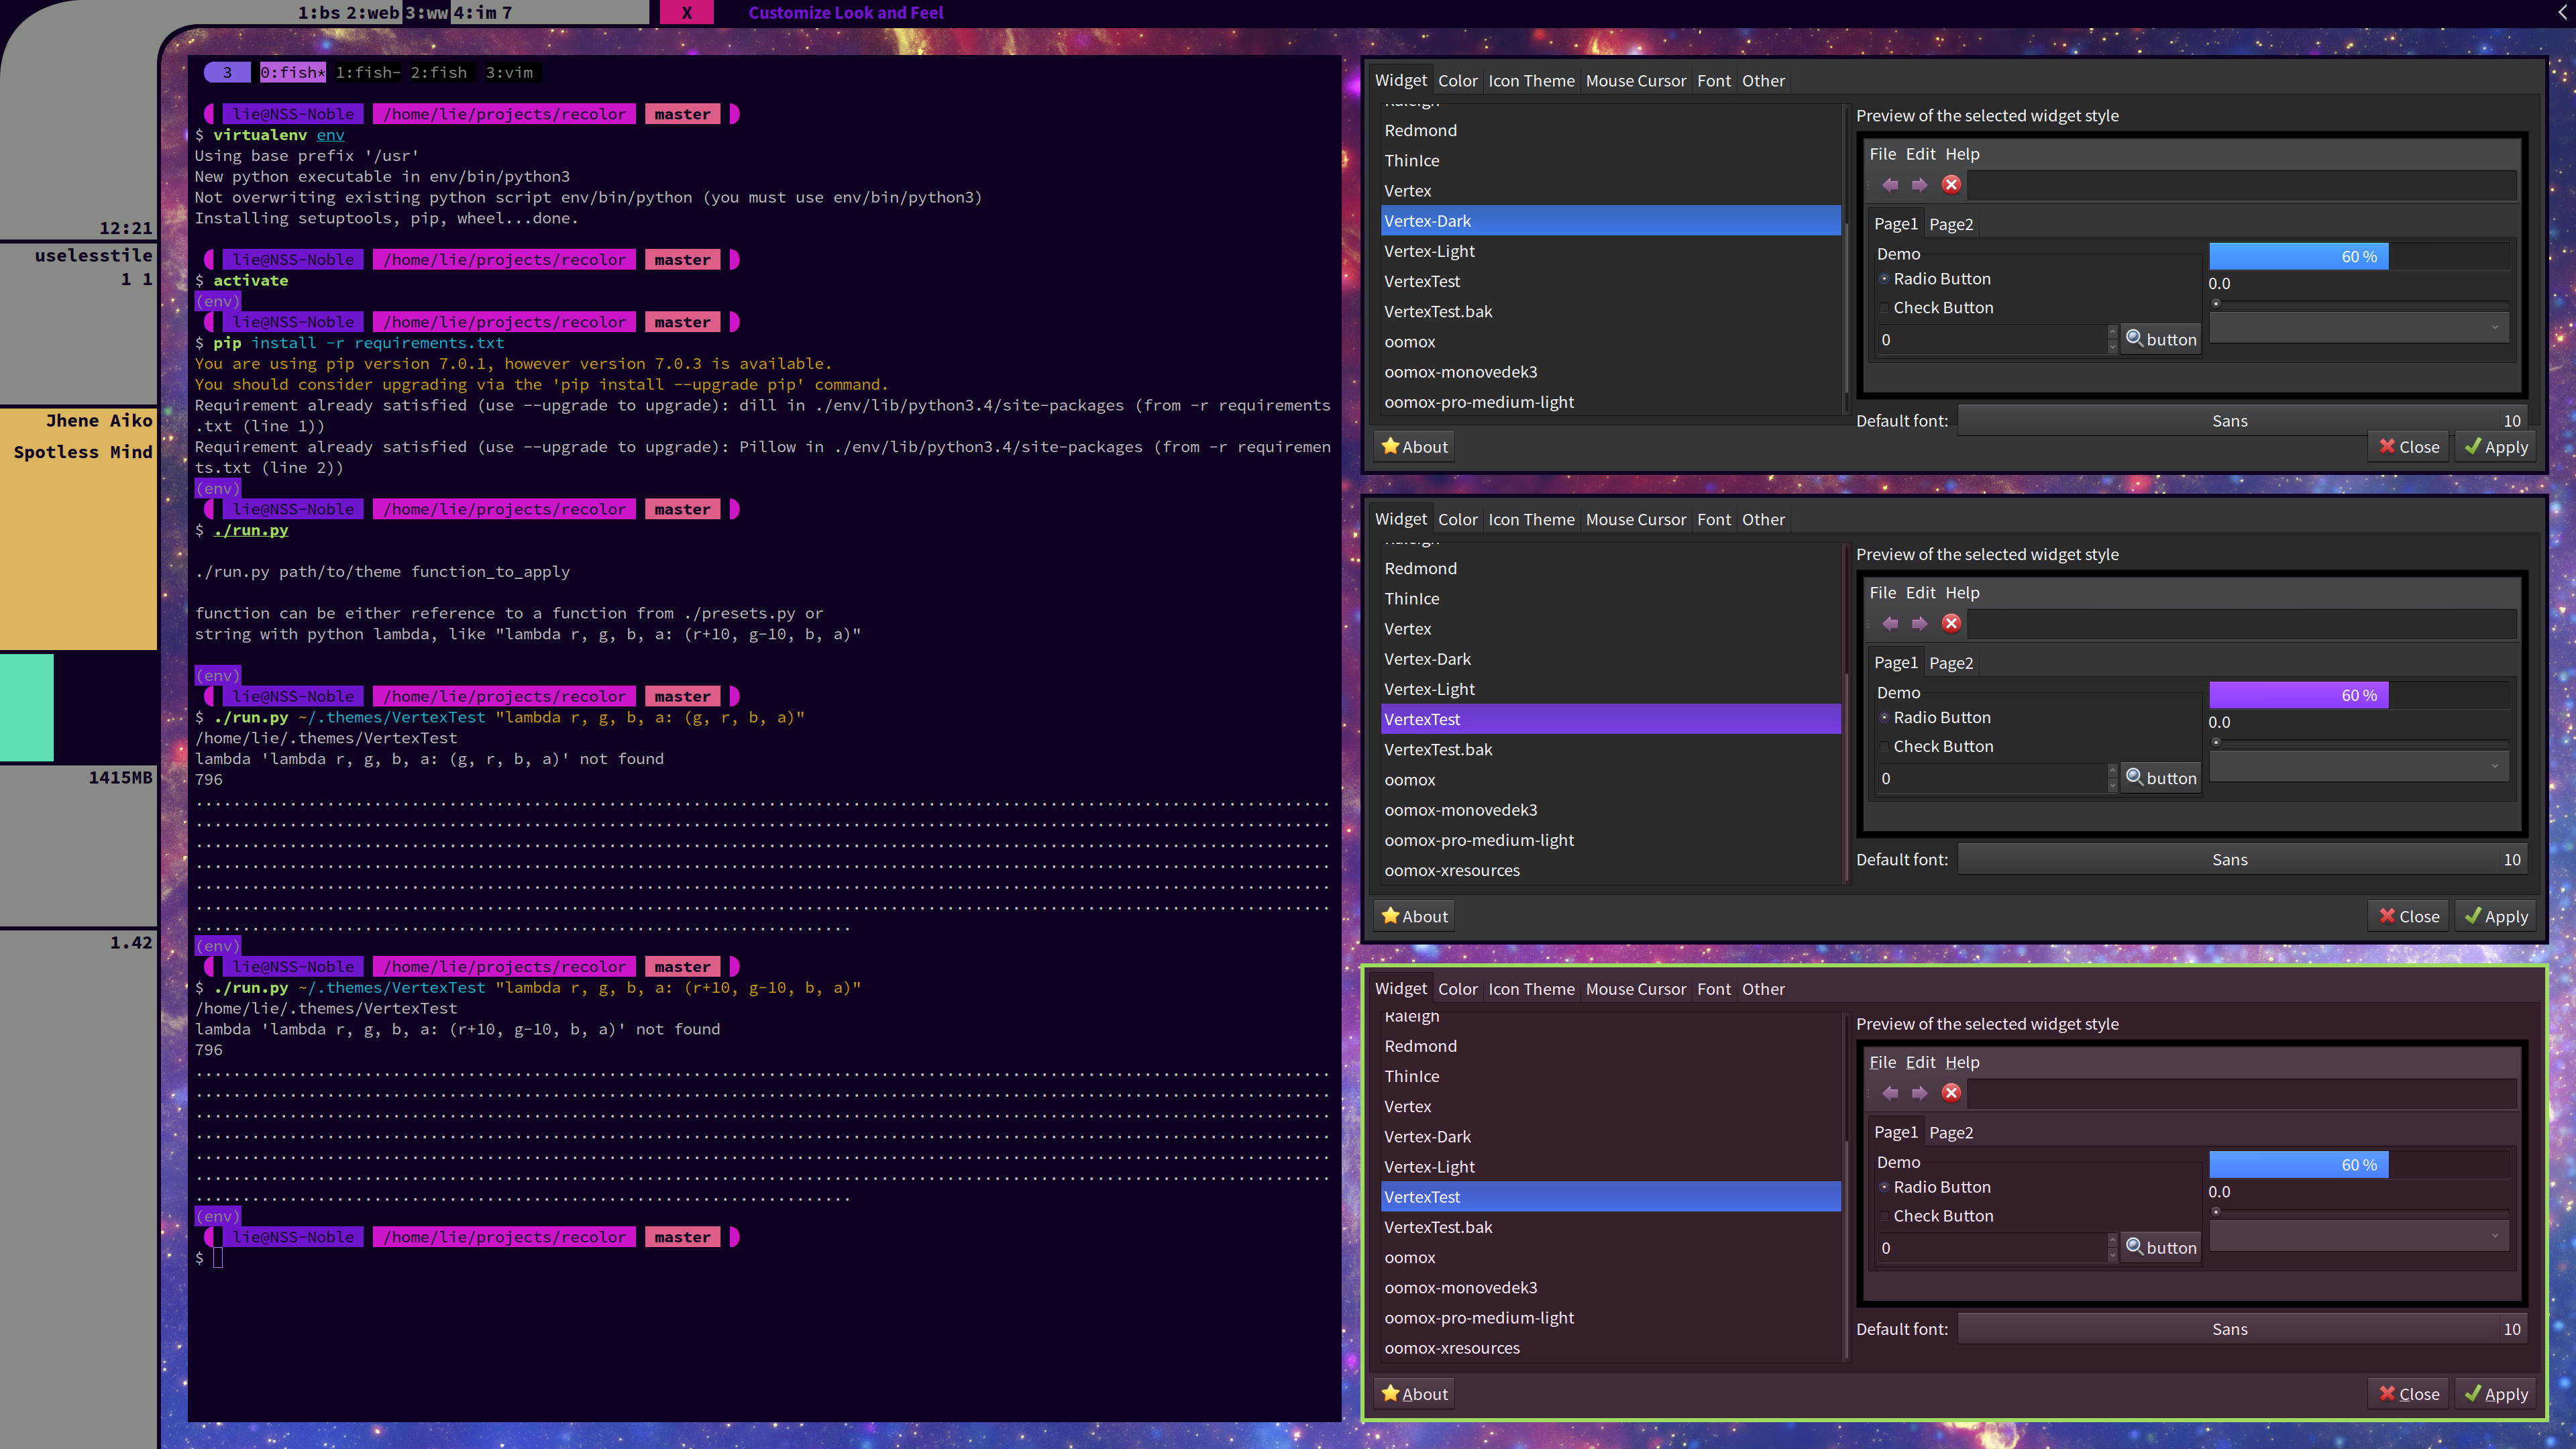 1:bs 2:web 3:ww 4:im 7
X
Customize Look and Feel
12:21
uselesstile
1 1
Jhene Aiko
Spotless Mind
1415MB
1.42
3 0:fish* 1:fish- 2:fish 3:vim
lie@NSS-Noble /home/lie/projects/recolor master
$ virtualenv env
Using base prefix '/usr'
New python executable in env/bin/python3
Not overwriting existing python script env/bin/python (you must use env/bin/python3)
Installing setuptools, pip, wheel...done.
lie@NSS-Noble /home/lie/projects/recolor master
$ activate
(env)
lie@NSS-Noble /home/lie/projects/recolor master
$ pip install -r requirements.txt
You are using pip version 7.0.1, however version 7.0.3 is available.
You should consider upgrading via the 'pip install --upgrade pip' command.
Requirement already satisfied (use --upgrade to upgrade): dill in ./env/lib/python3.4/site-packages (from -r requirements
.txt (line 1))
Requirement already satisfied (use --upgrade to upgrade): Pillow in ./env/lib/python3.4/site-packages (from -r requiremen
ts.txt (line 2))
(env)
lie@NSS-Noble /home/lie/projects/recolor master
$ ./run.py
./run.py path/to/theme function_to_apply
function can be either reference to a function from ./presets.py or
string with python lambda, like "lambda r, g, b, a: (r+10, g-10, b, a)"
(env)
lie@NSS-Noble /home/lie/projects/recolor master
$ ./run.py ~/.themes/VertexTest "lambda r, g, b, a: (g, r, b, a)"
/home/lie/.themes/VertexTest
lambda 'lambda r, g, b, a: (g, r, b, a)' not found
796
(env)
lie@NSS-Noble /home/lie/projects/recolor master
$ ./run.py ~/.themes/VertexTest "lambda r, g, b, a: (r+10, g-10, b, a)"
/home/lie/.themes/VertexTest
lambda 'lambda r, g, b, a: (r+10, g-10, b, a)' not found
796
(env)
lie@NSS-Noble /home/lie/projects/recolor master
$
Widget Color Icon Theme Mouse Cursor Font Other
Raleigh
Redmond
ThinIce
Vertex
Vertex-Dark
Vertex-Light
VertexTest
VertexTest.bak
oomox
oomox-monovedek3
oomox-pro-medium-light
Preview of the selected widget style
File Edit Help
Page1 Page2
Demo
60 %
Radio Button
0.0
Check Button
0
button
Default font: Sans 10
About
Close Apply
Widget Color Icon Theme Mouse Cursor Font Other
Raleigh
Redmond
ThinIce
Vertex
Vertex-Dark
Vertex-Light
VertexTest
VertexTest.bak
oomox
oomox-monovedek3
oomox-pro-medium-light
oomox-xresources
Preview of the selected widget style
File Edit Help
Page1 Page2
Demo
60 %
Radio Button
0.0
Check Button
0
button
Default font: Sans 10
About
Close Apply
Widget Color Icon Theme Mouse Cursor Font Other
Raleigh
Redmond
ThinIce
Vertex
Vertex-Dark
Vertex-Light
VertexTest
VertexTest.bak
oomox
oomox-monovedek3
oomox-pro-medium-light
oomox-xresources
Preview of the selected widget style
File Edit Help
Page1 Page2
Demo
60 %
Radio Button
0.0
Check Button
0
button
Default font: Sans 10
About
Close Apply